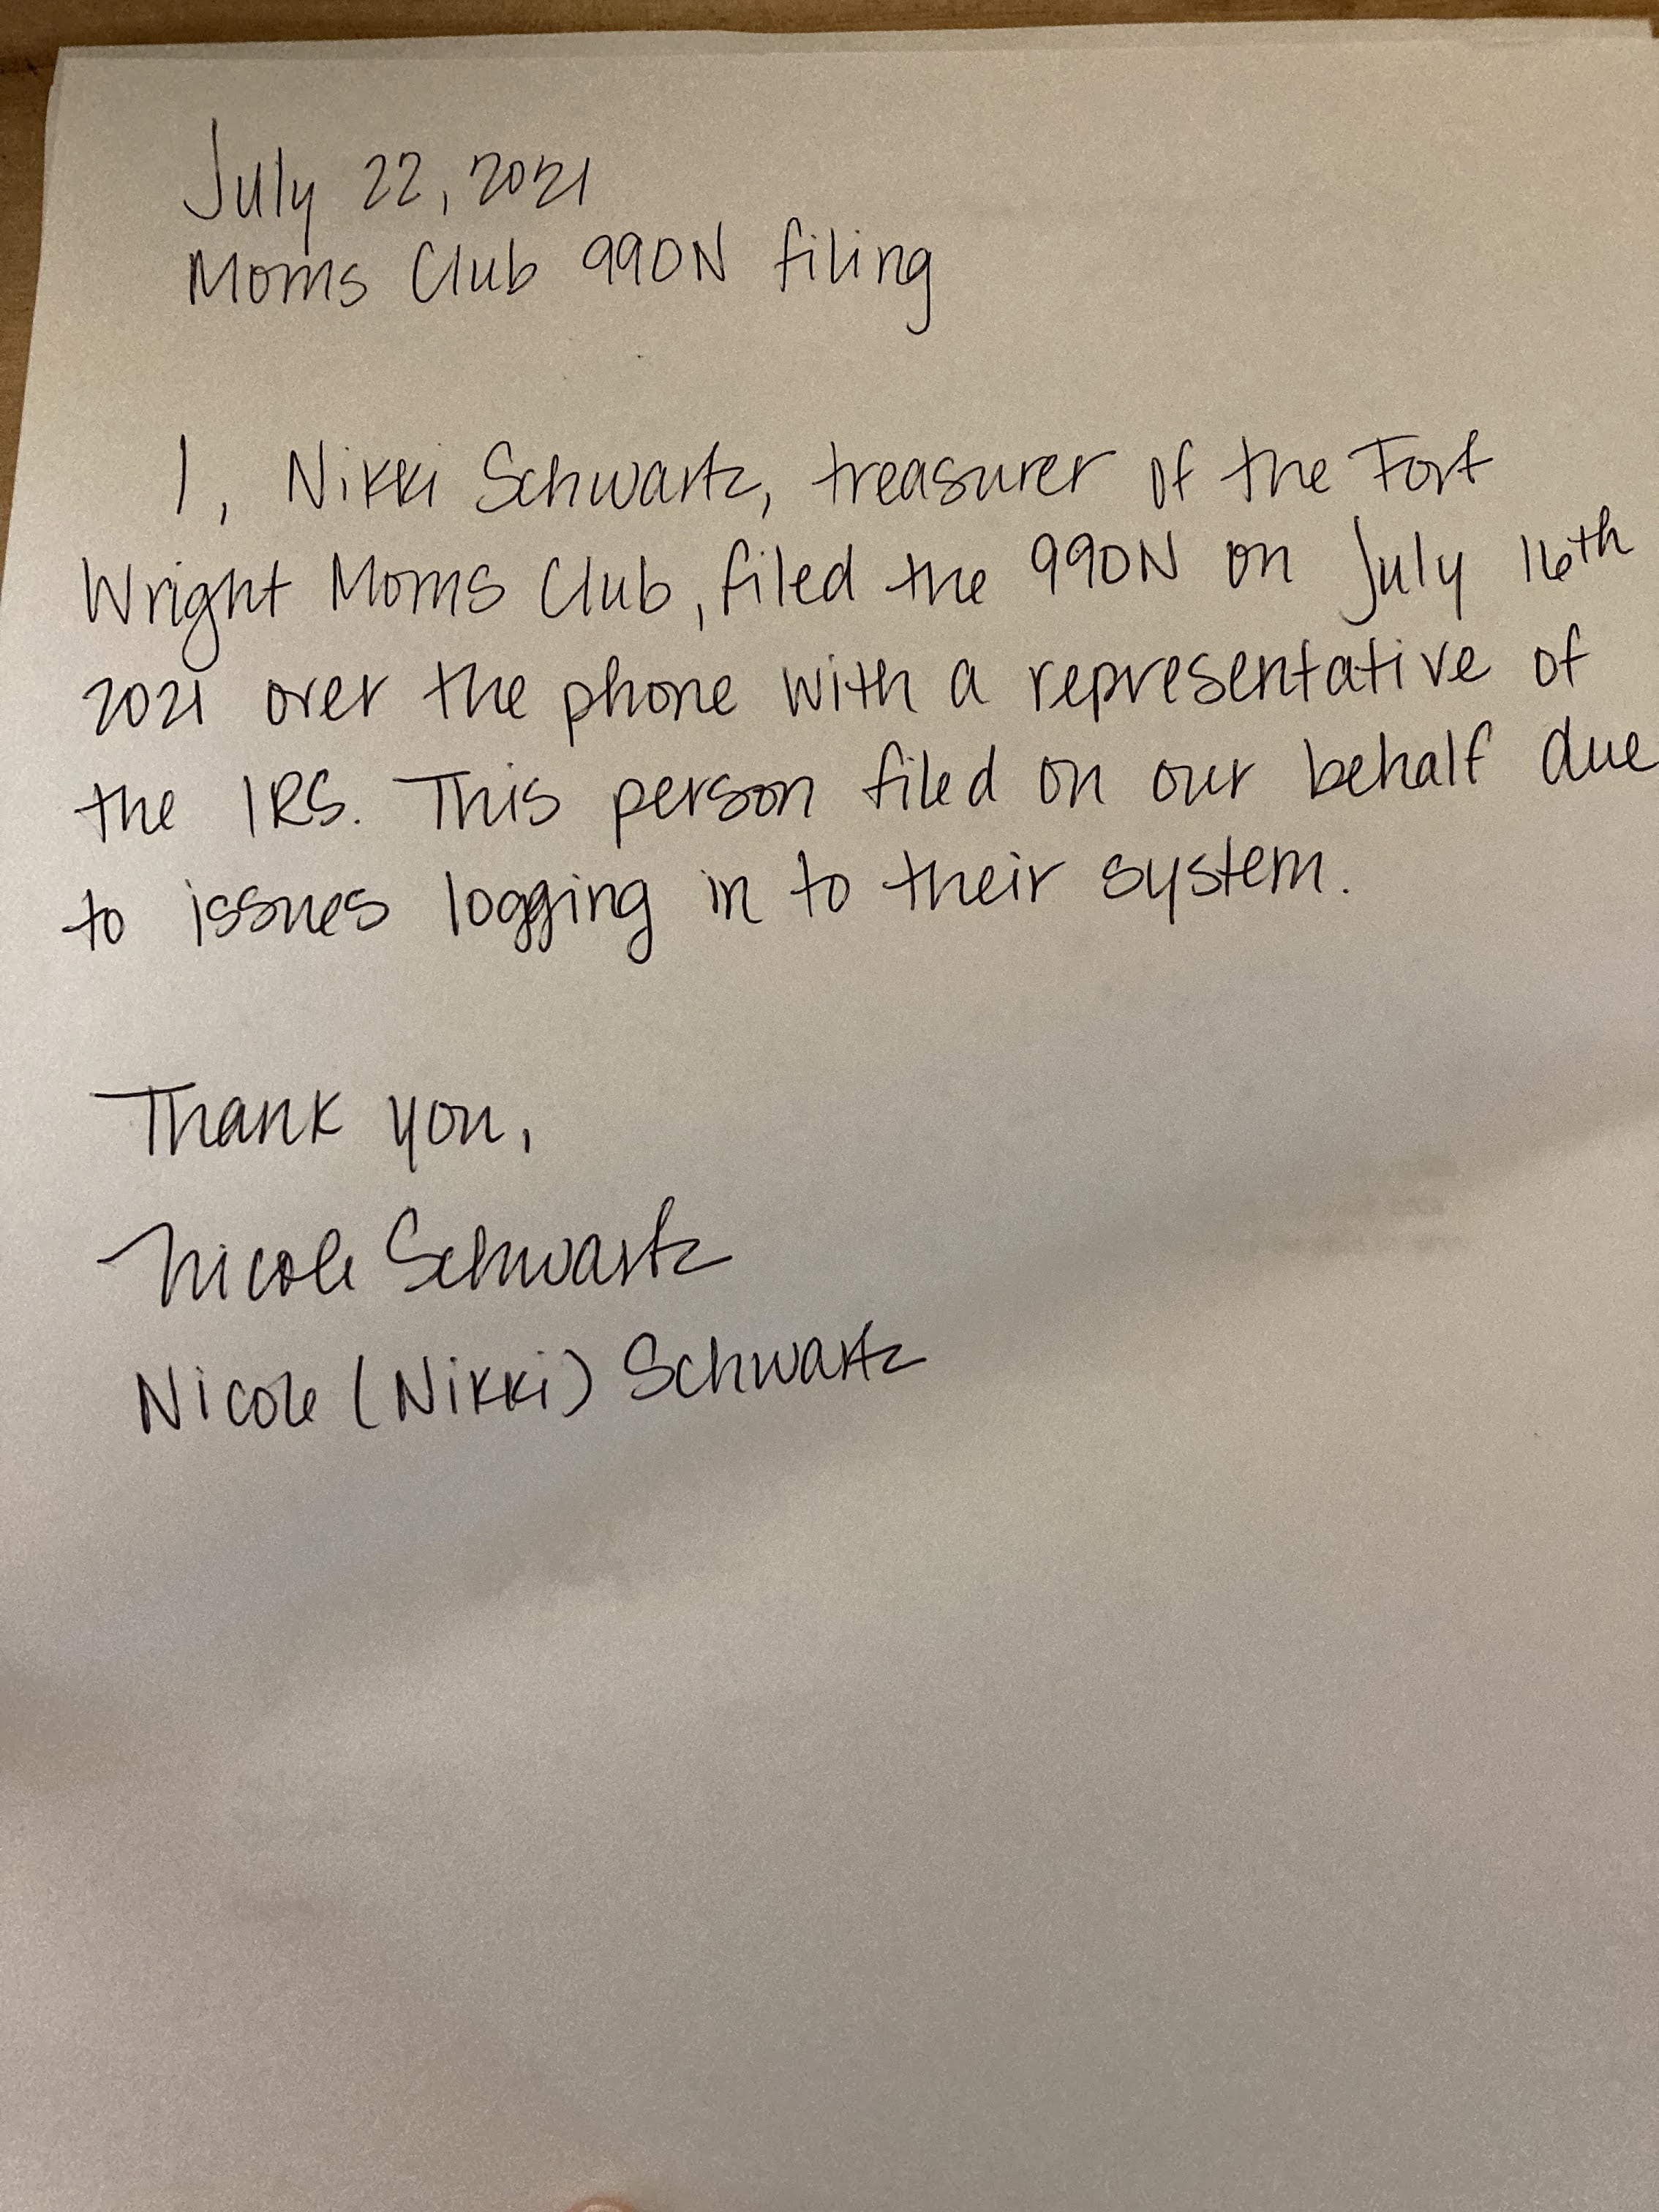 July 22, 2021
Moms Club 990N filing
I, Nikki Schwartz, treasurer of the Fort
Wright Moms Club, filed the 990N on July 16th
2021 over the phone with a representative of
the IRS. This person filed on our behalf due
to issues logging in to their system.
Thank you,
Nicole Schwartz
Nicole (Nikki) Schwartz